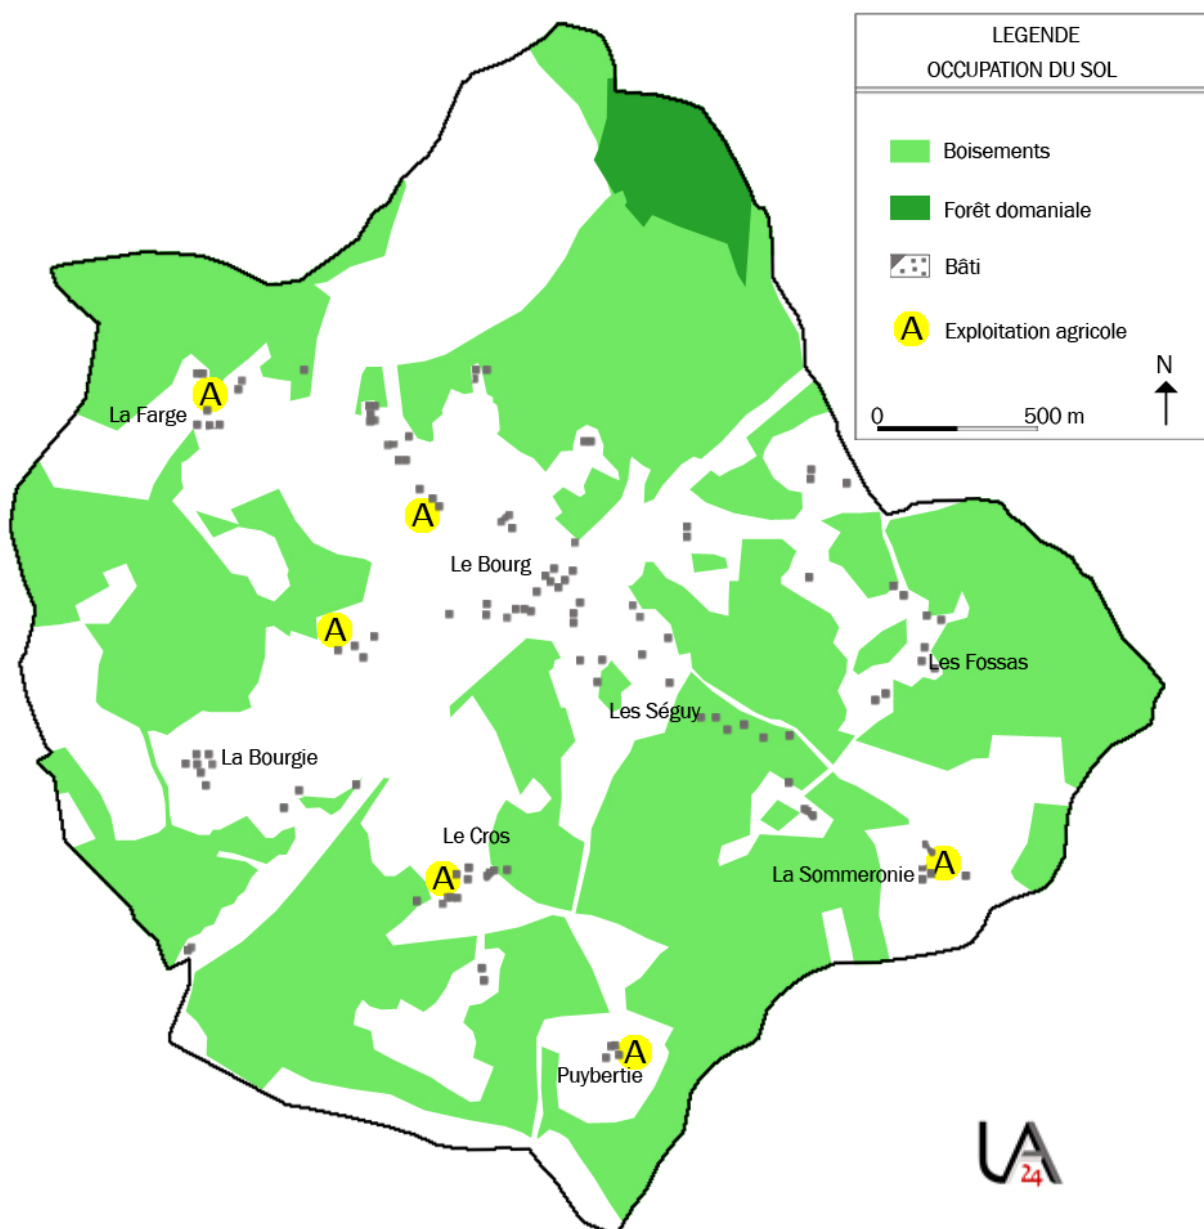 LEGENDE
OCCUPATION DU SOL
Boisements
Forêt domaniale
Bâti
A Exploitation agricole
N
0 500 m
A
La Farge
A
Le Bourg
A
Les Fossas
Les Séguy
La Bourgie
Le Cros
A
A
La Sommeronie
A
Puybertie
UA
24